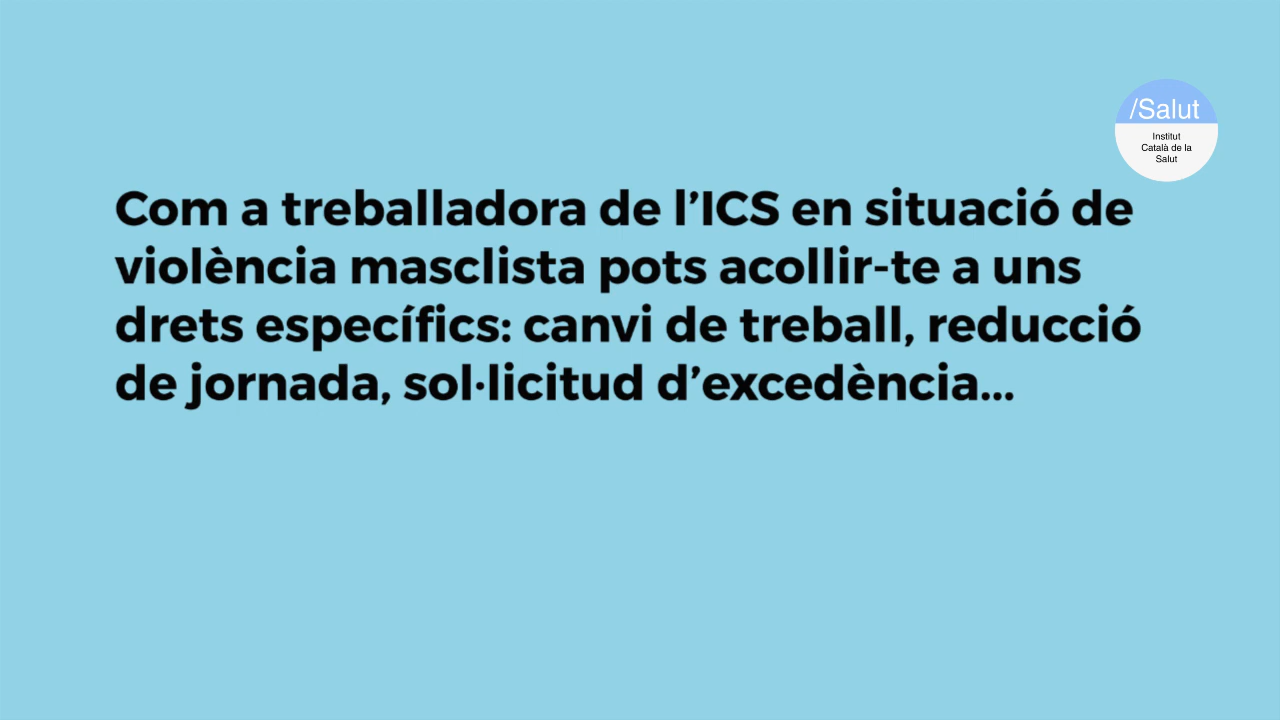 /Salut
Institut
Català de la
Salut
Com a treballadora de l’ICS en situació de
violència masclista pots acollir-te a uns
drets específics: canvi de treball, reducció
de jornada, sol·licitud d’excedència...